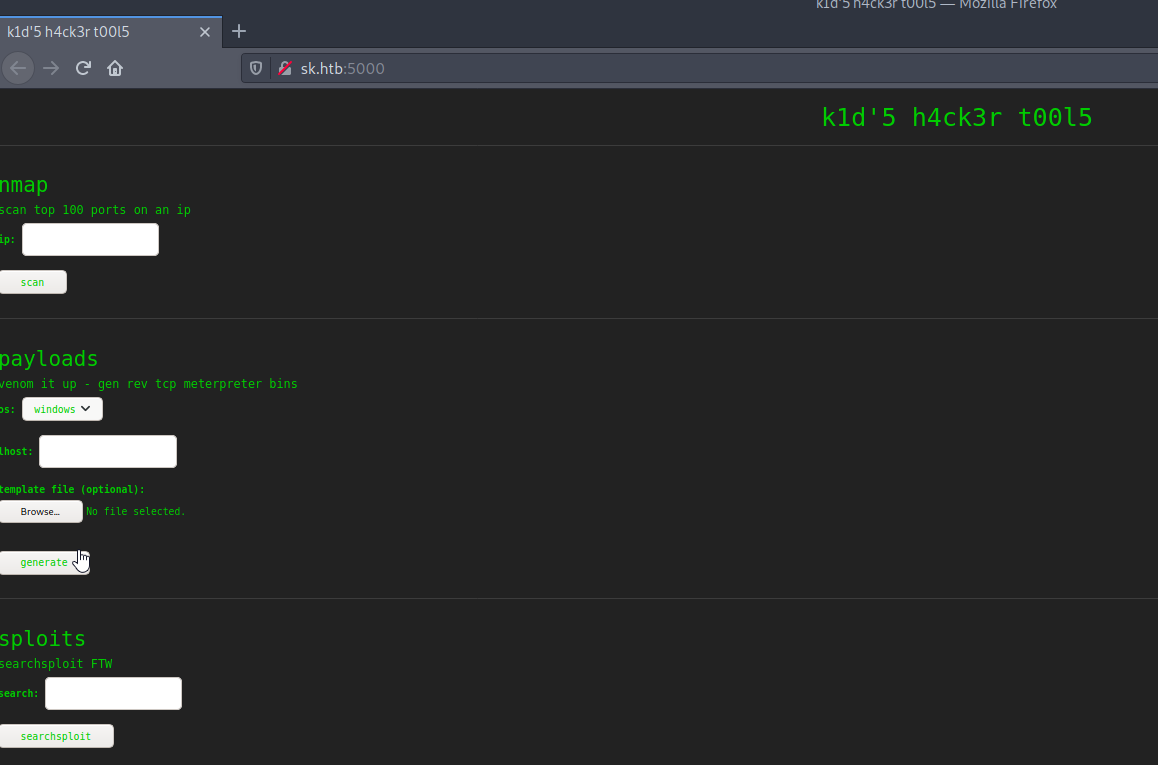 k1d'5 h4ck3r t00l5 — Mozilla Firefox
k1d'5 h4ck3r t00l5
sk.htb:5000
k1d'5 h4ck3r t00l5
nmap
scan top 100 ports on an ip
ip:
scan
payloads
venom it up - gen rev tcp meterpreter bins
os: windows
lhost:
template file (optional):
Browse... No file selected.
generate
sploits
searchsploit FTW
search:
searchsploit